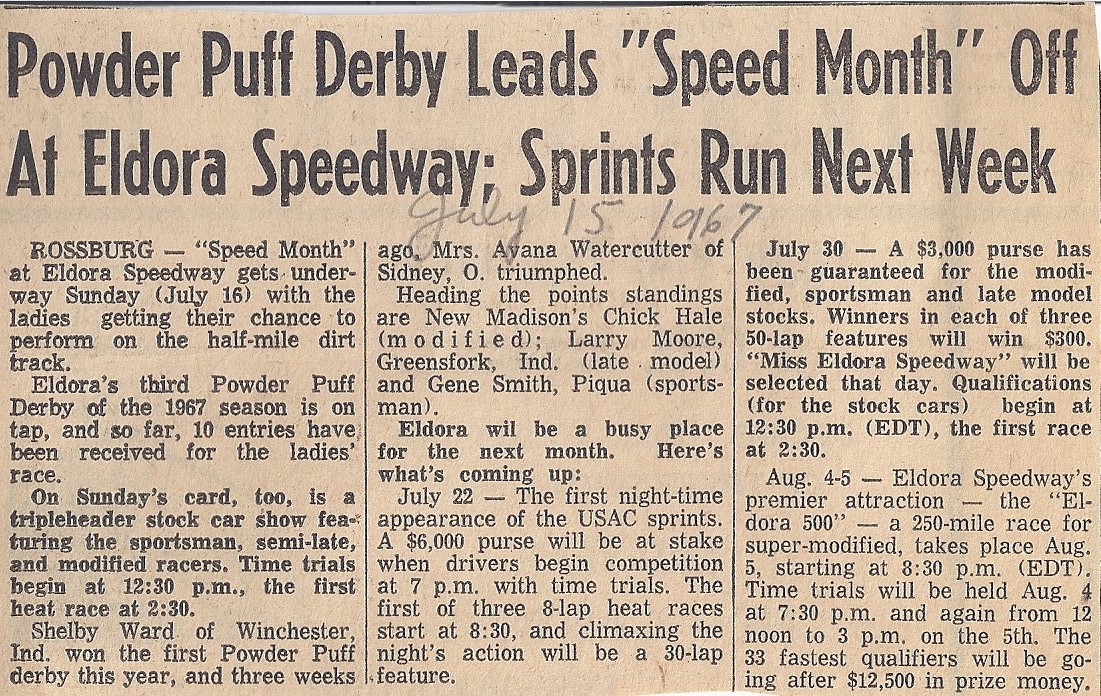 Powder Puff Derby Leads "Speed Month" Off
At Eldora Speedway; Sprints Run Next Week
July 15 1967
ROSSBURG — "Speed Month"
at Eldora Speedway gets under-
way Sunday (July 16) with the
ladies getting their chance to
perform on the half-mile dirt
track.
Eldora's third Powder Puff
Derby of the 1967 season is on
tap, and so far, 10 entries have
been received for the ladies'
race.
On Sunday's card, too, is a
tripleheader stock car show fea-
turing the sportsman, semi-late,
and modified racers. Time trials
begin at 12:30 p.m., the first
heat race at 2:30.
Shelby Ward of Winchester,
Ind. won the first Powder Puff
derby this year, and three weeks
ago, Mrs. Ayana Watercutter of
Sidney, O. triumphed.
Heading the points standings
are New Madison's Chick Hale
(modified); Larry Moore,
Greensfork, Ind. (late model)
and Gene Smith, Piqua (sports-
man).
Eldora wil be a busy place
for the next month. Here's
what's coming up:
July 22 — The first night-time
appearance of the USAC sprints.
A $6,000 purse will be at stake
when drivers begin competition
at 7 p.m. with time trials. The
first of three 8-lap heat races
start at 8:30, and climaxing the
night's action will be a 30-lap
feature.
July 30 — A $3,000 purse has
been guaranteed for the modi-
fied, sportsman and late model
stocks. Winners in each of three
50-lap features will win $300.
"Miss Eldora Speedway" will be
selected that day. Qualifications
(for the stock cars) begin at
12:30 p.m. (EDT), the first race
at 2:30.
Aug. 4-5 — Eldora Speedway's
premier attraction — the "El-
dora 500" — a 250-mile race for
super-modified, takes place Aug.
5, starting at 8:30 p.m. (EDT).
Time trials will be held Aug. 4
at 7:30 p.m. and again from 12
noon to 3 p.m. on the 5th. The
33 fastest qualifiers will be go-
ing after $12,500 in prize money.